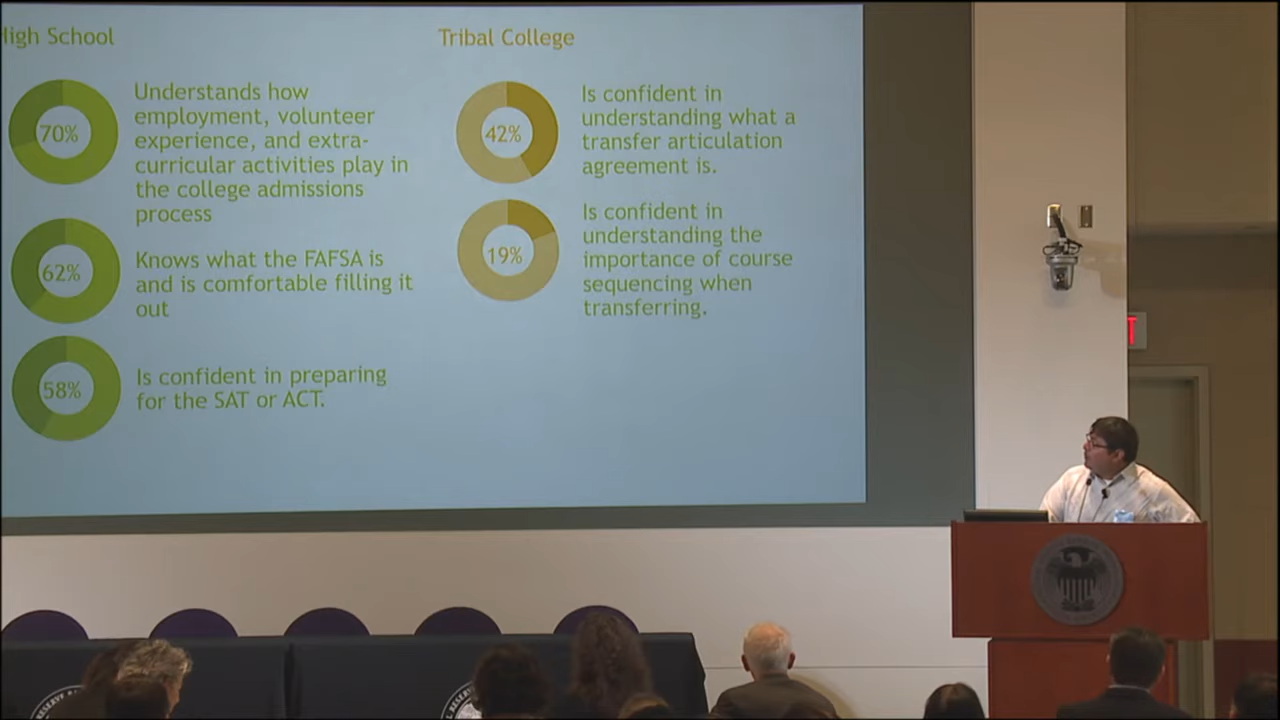 High School
70%
Understands how
employment, volunteer
experience, and extra-
curricular activities play in
the college admissions
process
62%
Knows what the FAFSA is
and is comfortable filling it
out
58%
Is confident in preparing
for the SAT or ACT.
Tribal College
42%
Is confident in
understanding what a
transfer articulation
agreement is.
19%
Is confident in
understanding the
importance of course
sequencing when
transferring.